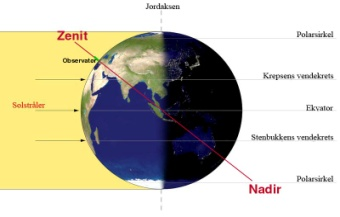 Jordaksen
Zenit
Polarsirkel
Observatør
Krepsens vendekrets
Solstråler
Ekvator
Stenbukkens vendekrets
Polarsirkel
Nadir